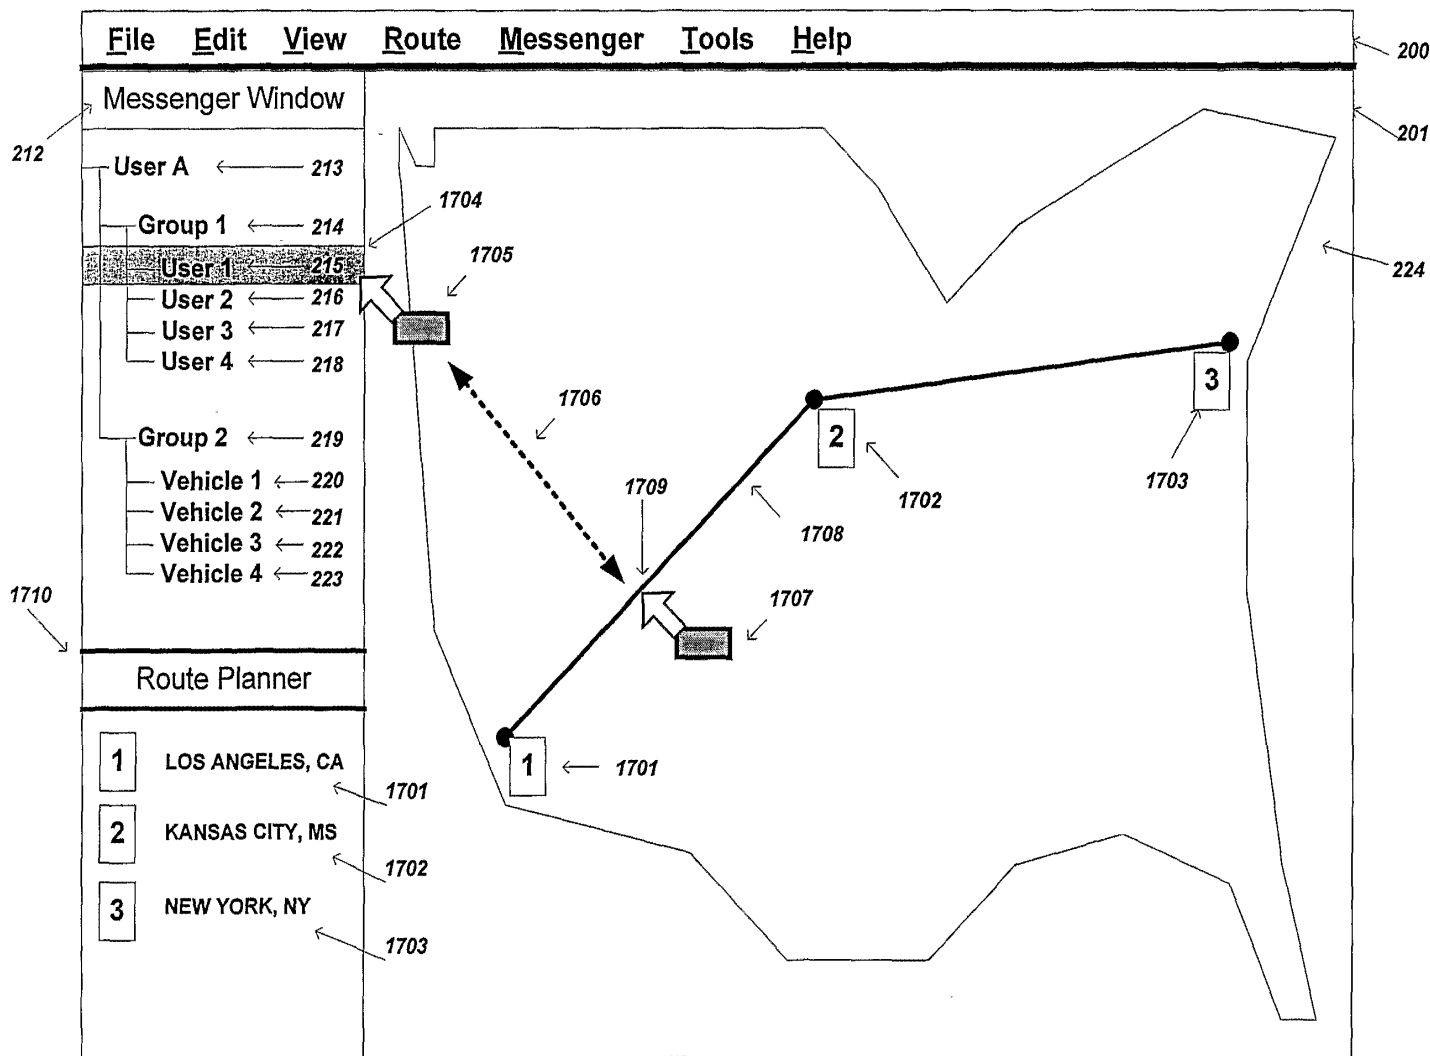 File Edit View Route Messenger Tools Help
200
Messenger Window
201
212
User A 213
1704
Group 1 214
1705
User 1 215
224
User 2 216
User 3 217
User 4 218
3
1706
2
Group 2 219
1703
Vehicle 1 220
1709
1702
Vehicle 2 221
1708
Vehicle 3 222
Vehicle 4 223
1710
1707
Route Planner
1 LOS ANGELES, CA
1 1701
1701
2 KANSAS CITY, MS
1702
3 NEW YORK, NY
1703